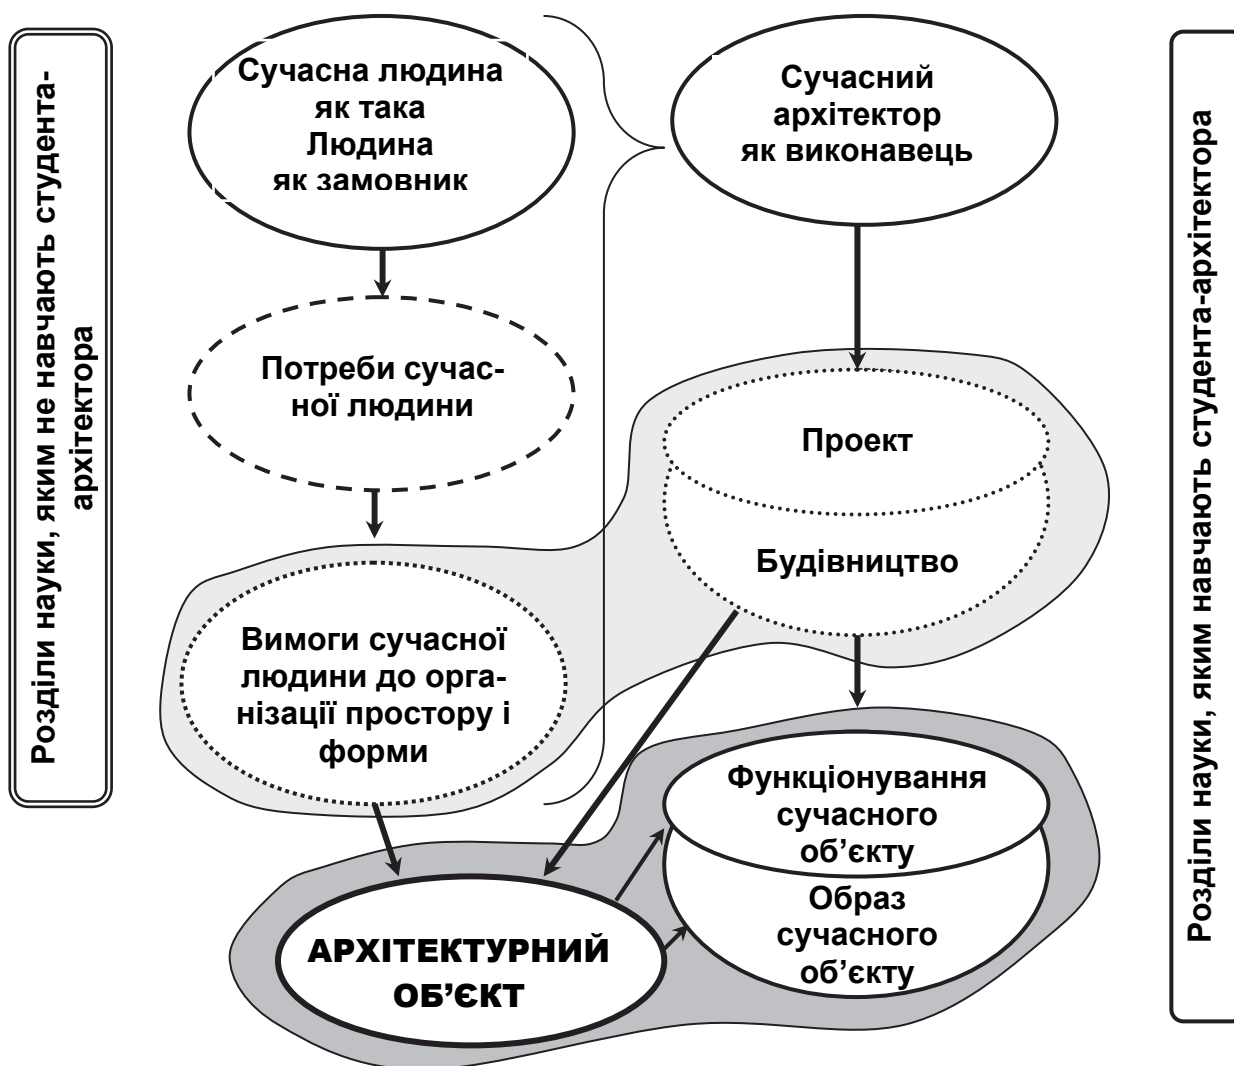 Розділи науки, яким не навчають студента-
архітектора
Сучасна людина
як така
Людина
як замовник
Сучасний
архітектор
як виконавець
Потреби сучас-
ної людини
Проект
Будівництво
Вимоги сучасної
людини до орга-
нізації простору і
форми
Функціонування
сучасного
об’єкту
Образ
сучасного
об’єкту
АРХІТЕКТУРНИЙ
ОБ’ЄКТ
Розділи науки, яким навчають студента-архітектора